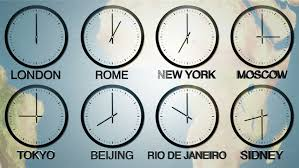 LONDON ROME NEW YORK MOSCOW
TOKYO BEIJING RIO DE JANEIRO SIDNEY